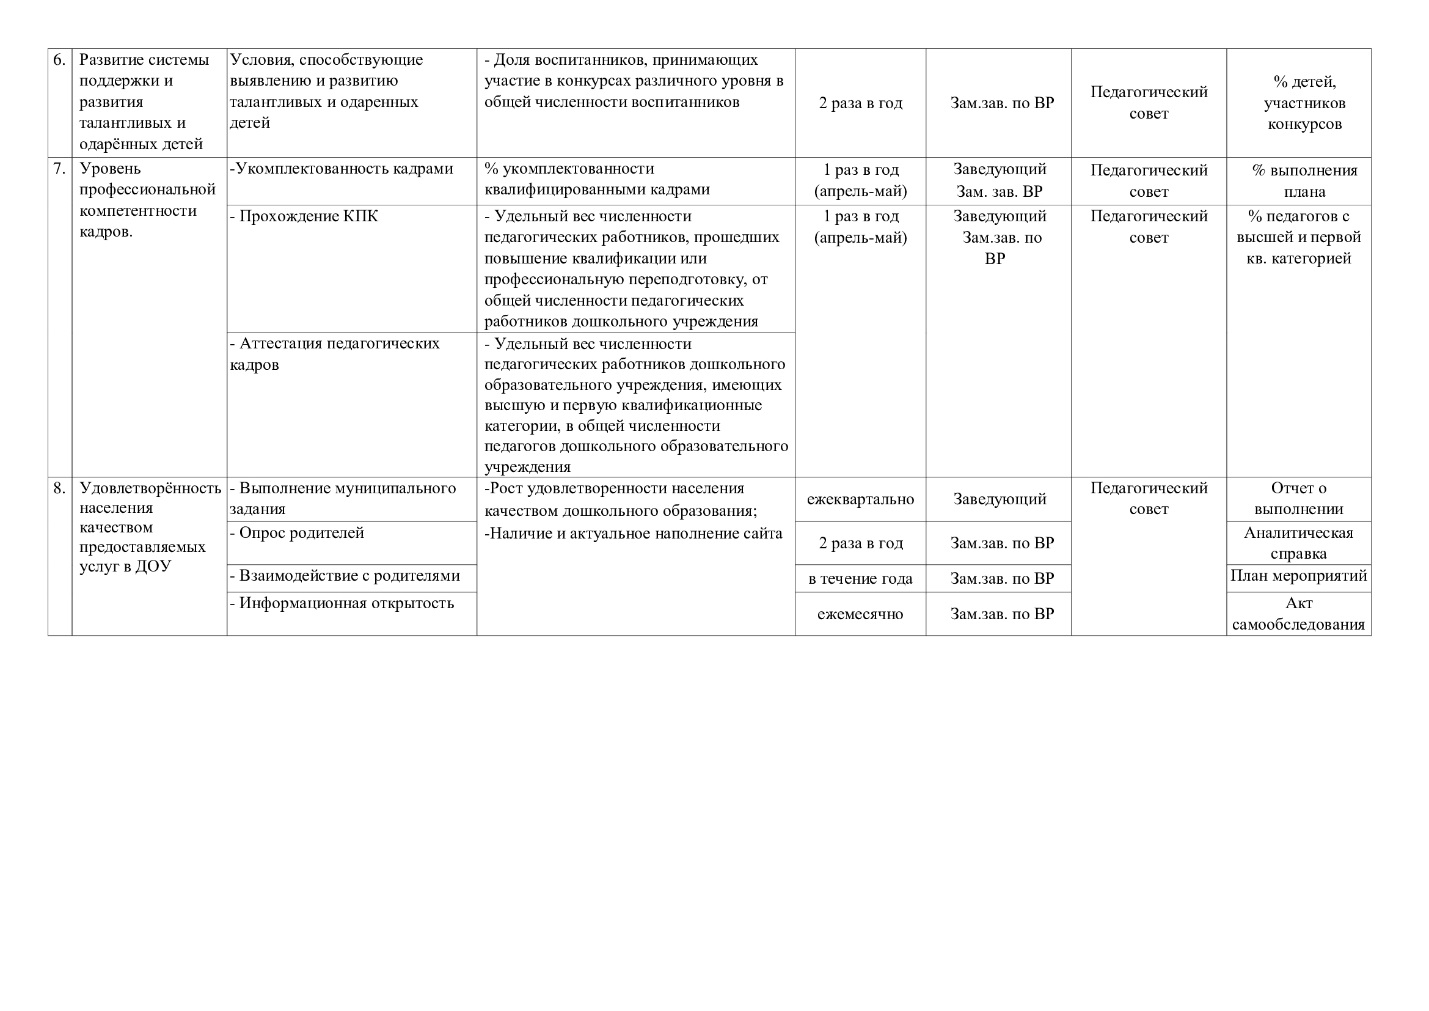 6.
Развитие системы
поддержки и
развития
талантливых и
одарённых детей
Условия, способствующие
выявлению и развитию
талантливых и одаренных
детей
- Доля воспитанников, принимающих
участие в конкурсах различного уровня в
общей численности воспитанников
2 раза в год
Зам.зав. по ВР
Педагогический
совет
% детей,
участников
конкурсов
7.
Уровень
профессиональной
компетентности
кадров.
-Укомплектованность кадрами
% укомплектованности
квалифицированными кадрами
1 раз в год
(апрель-май)
Заведующий
Зам. зав. ВР
Педагогический
совет
% выполнения
плана
- Прохождение КПК
- Удельный вес численности
педагогических работников, прошедших
повышение квалификации или
профессиональную переподготовку, от
общей численности педагогических
работников дошкольного учреждения
1 раз в год
(апрель-май)
Заведующий
Зам.зав. по
ВР
Педагогический
совет
% педагогов с
высшей и первой
кв. категорией
- Аттестация педагогических
кадров
- Удельный вес численности
педагогических работников дошкольного
образовательного учреждения, имеющих
высшую и первую квалификационные
категории, в общей численности
педагогов дошкольного образовательного
учреждения
8.
Удовлетворённость
населения
качеством
предоставляемых
услуг в ДОУ
- Выполнение муниципального
задания
-Рост удовлетворенности населения
качеством дошкольного образования;
-Наличие и актуальное наполнение сайта
ежеквартально
Заведующий
Педагогический
совет
Отчет о
выполнении
- Опрос родителей
2 раза в год
Зам.зав. по ВР
Аналитическая
справка
- Взаимодействие с родителями
в течение года
Зам.зав. по ВР
План мероприятий
- Информационная открытость
ежемесячно
Зам.зав. по ВР
Акт
самообследования